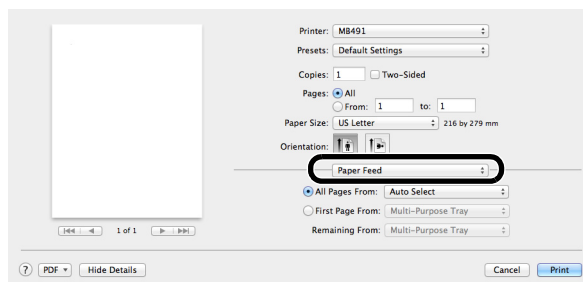 Printer: MB491
Presets: Default Settings
Copies: 1 Two-Sided
Pages: All
From: 1 to: 1
Paper Size: US Letter 216 by 279 mm
Orientation:
Paper Feed
All Pages From: Auto Select
First Page From: Multi-Purpose Tray
Remaining From: Multi-Purpose Tray
1 of 1
? PDF Hide Details Cancel Print